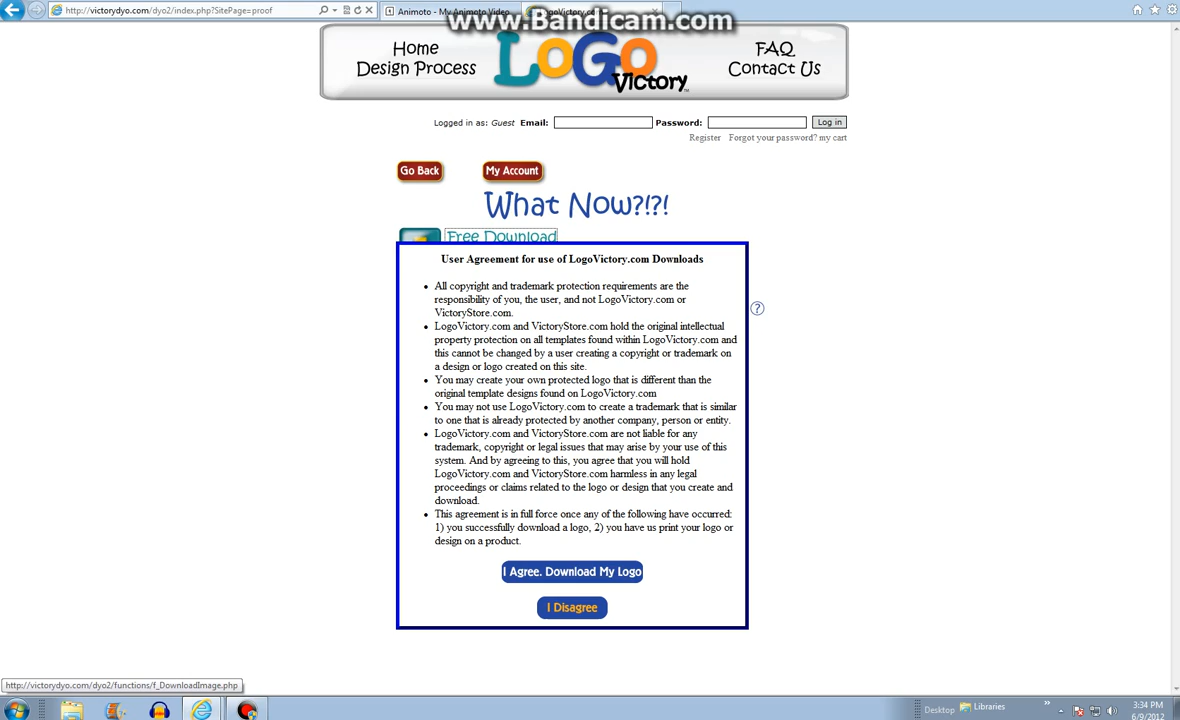 http://victorydyo.com/dyo2/index.php?SitePage=proof
Animoto - My Animoto Video
www.Bandicam.com
Home
Design Process
LOGO
Victory™
FAQ
Contact Us
Logged in as: Guest Email: Password: Log in
Register Forgot your password? my cart
Go Back
My Account
What Now?!?!
Free Download
User Agreement for use of LogoVictory.com Downloads
• All copyright and trademark protection requirements are the
responsibility of you, the user, and not LogoVictory.com or
VictoryStore.com.
• LogoVictory.com and VictoryStore.com hold the original intellectual
property protection on all templates found within LogoVictory.com and
this cannot be changed by a user creating a copyright or trademark on
a design or logo created on this site.
• You may create your own protected logo that is different than the
original template designs found on LogoVictory.com
• You may not use LogoVictory.com to create a trademark that is similar
to one that is already protected by another company, person or entity.
• LogoVictory.com and VictoryStore.com are not liable for any
trademark, copyright or legal issues that may arise by your use of this
system. And by agreeing to this, you agree that you will hold
LogoVictory.com and VictoryStore.com harmless in any legal
proceedings or claims related to the logo or design that you create and
download.
• This agreement is in full force once any of the following have occurred:
1) you successfully download a logo, 2) you have us print your logo or
design on a product.
?
I Agree. Download My Logo
I Disagree
http://victorydyo.com/dyo2/functions/f_DownloadImage.php
Desktop
Libraries
3:34 PM
6/9/2012